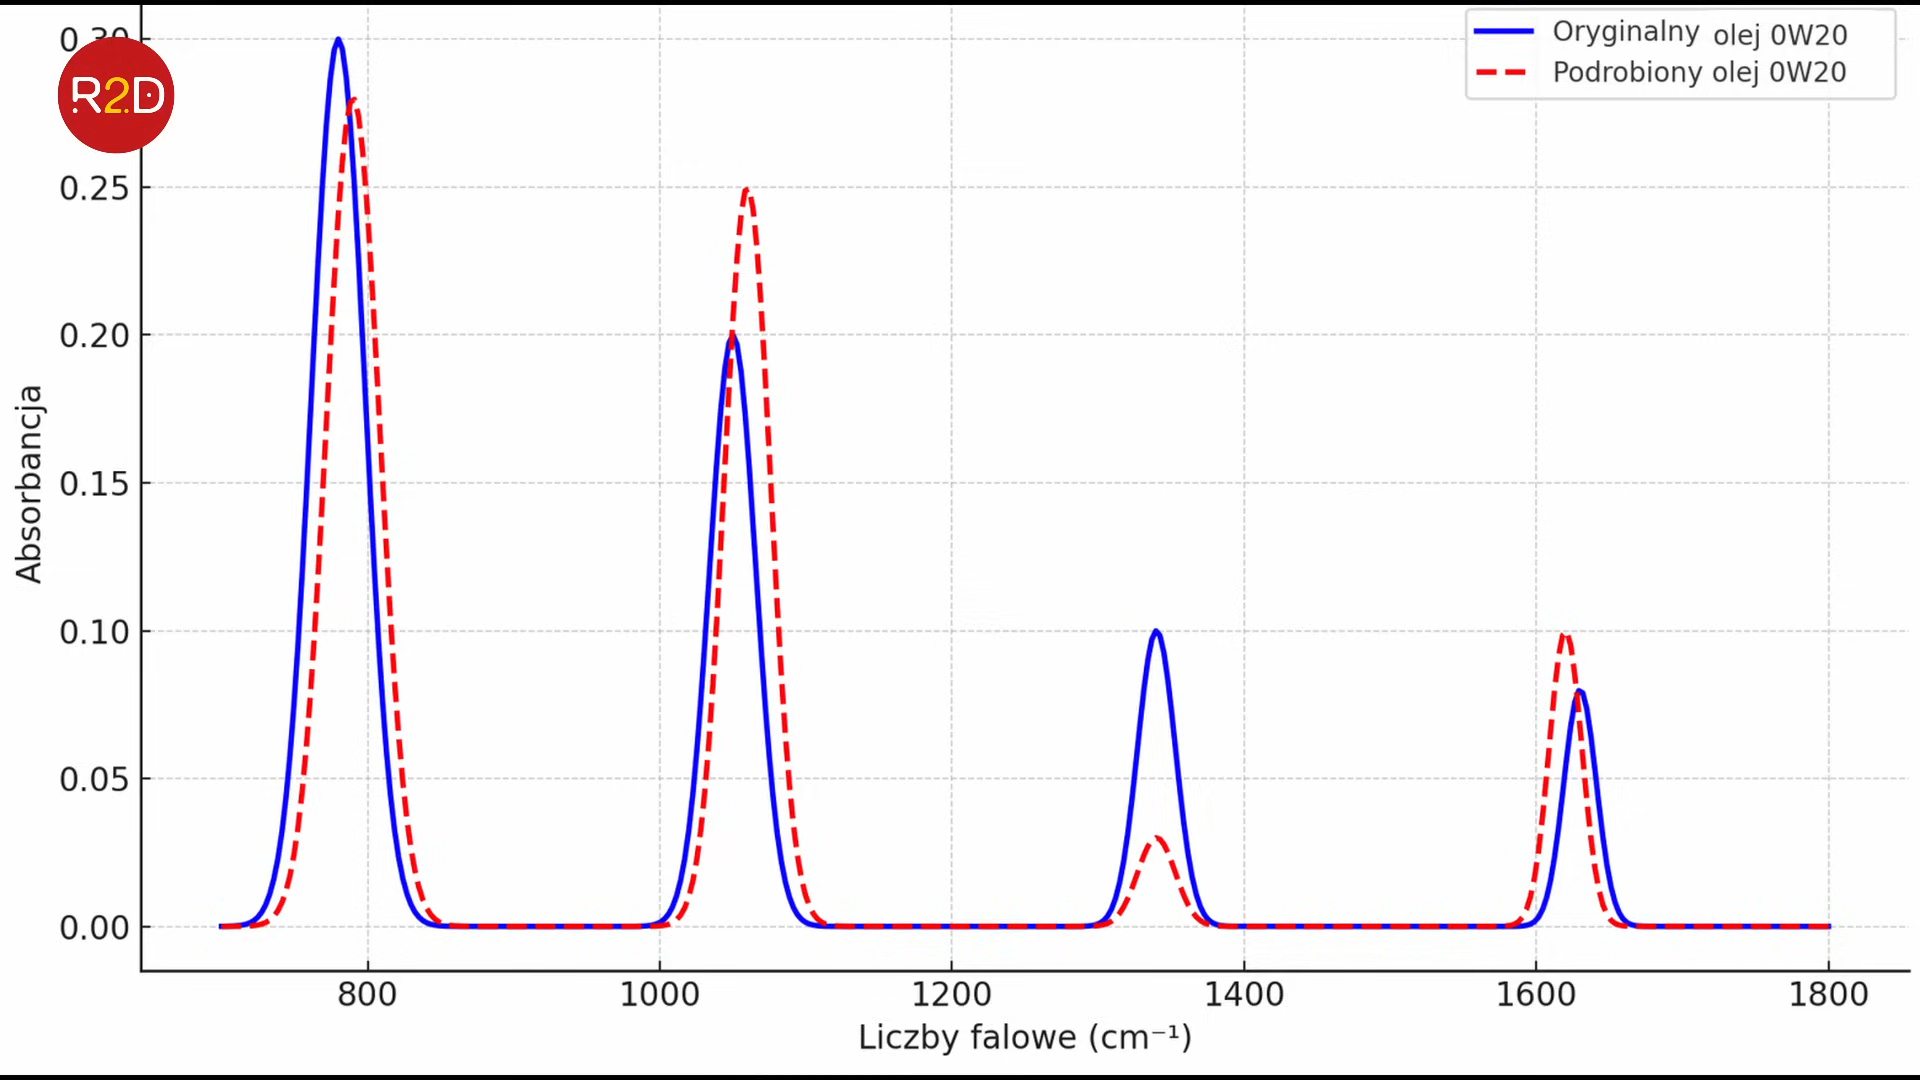 Oryginalny olej 0W20
Podrobiony olej 0W20
R2D
0.30
0.25
0.20
0.15
0.10
0.05
0.00
Absorbancja
800 1000 1200 1400 1600 1800
Liczby falowe (cm⁻¹)